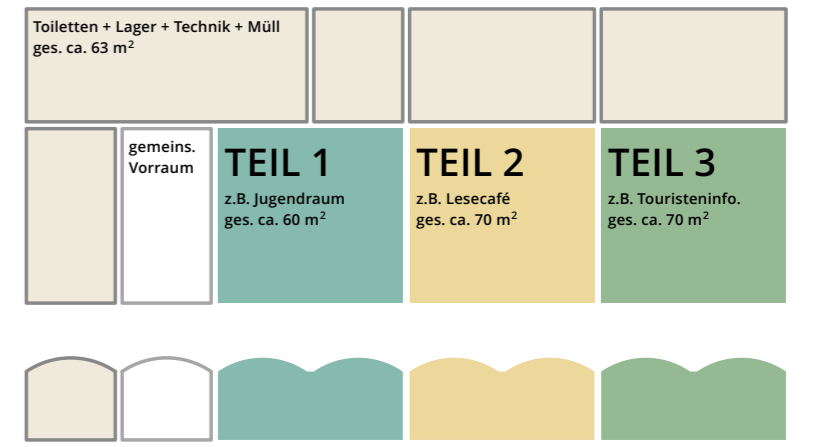 Toiletten + Lager + Technik + Müll
ges. ca. 63 m²
gemeins.
Vorraum
TEIL 1
z.B. Jugendraum
ges. ca. 60 m²
TEIL 2
z.B. Lesecafé
ges. ca. 70 m²
TEIL 3
z.B. Touristeninfo.
ges. ca. 70 m²